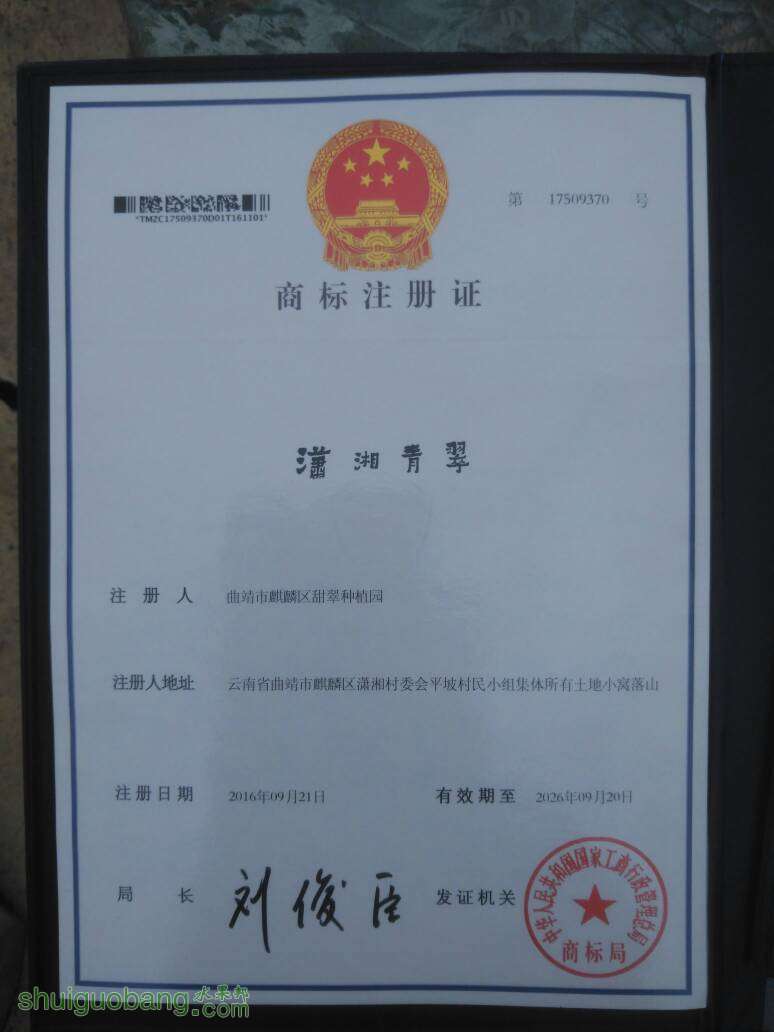 第 17509370 号
*TMZC17509370D01T161101*
商标注册证
潇湘青翠
注册人 曲靖市麒麟区甜翠种植园
注册人地址 云南省曲靖市麒麟区潇湘村委会平坡村民小组集体所有土地小窝落山
注册日期 2016年09月21日 有效期至 2026年09月20日
局长 刘俊臣 发证机关
中华人民共和国国家工商行政管理总局
商标局
shuiguobang.com
水果邦